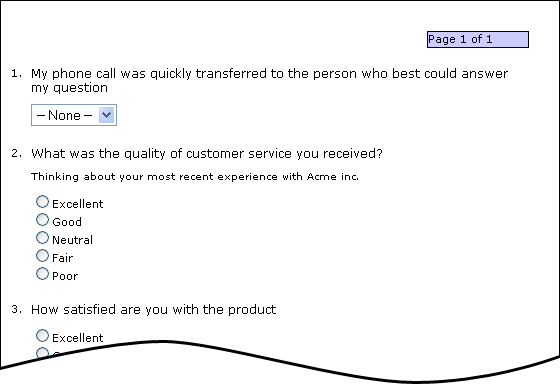 Page 1 of 1
1. My phone call was quickly transferred to the person who best could answer
my question
– None –
2. What was the quality of customer service you received?
Thinking about your most recent experience with Acme inc.
Excellent
Good
Neutral
Fair
Poor
3. How satisfied are you with the product
Excellent